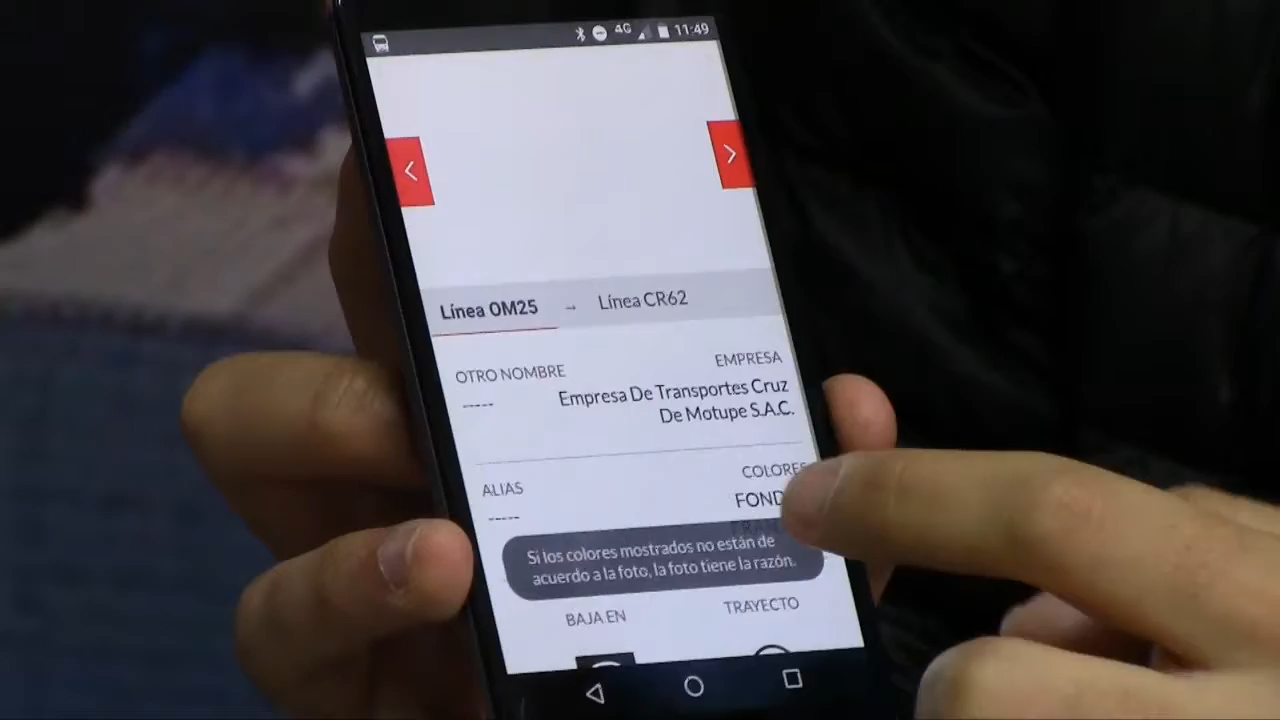 4G 11:49
Línea OM25 → Línea CR62
OTRO NOMBRE
-----
EMPRESA
Empresa De Transportes Cruz
De Motupe S.A.C.
ALIAS
-----
COLORES
FOND
Si los colores mostrados no están de
acuerdo a la foto, la foto tiene la razón.
BAJA EN
TRAYECTO